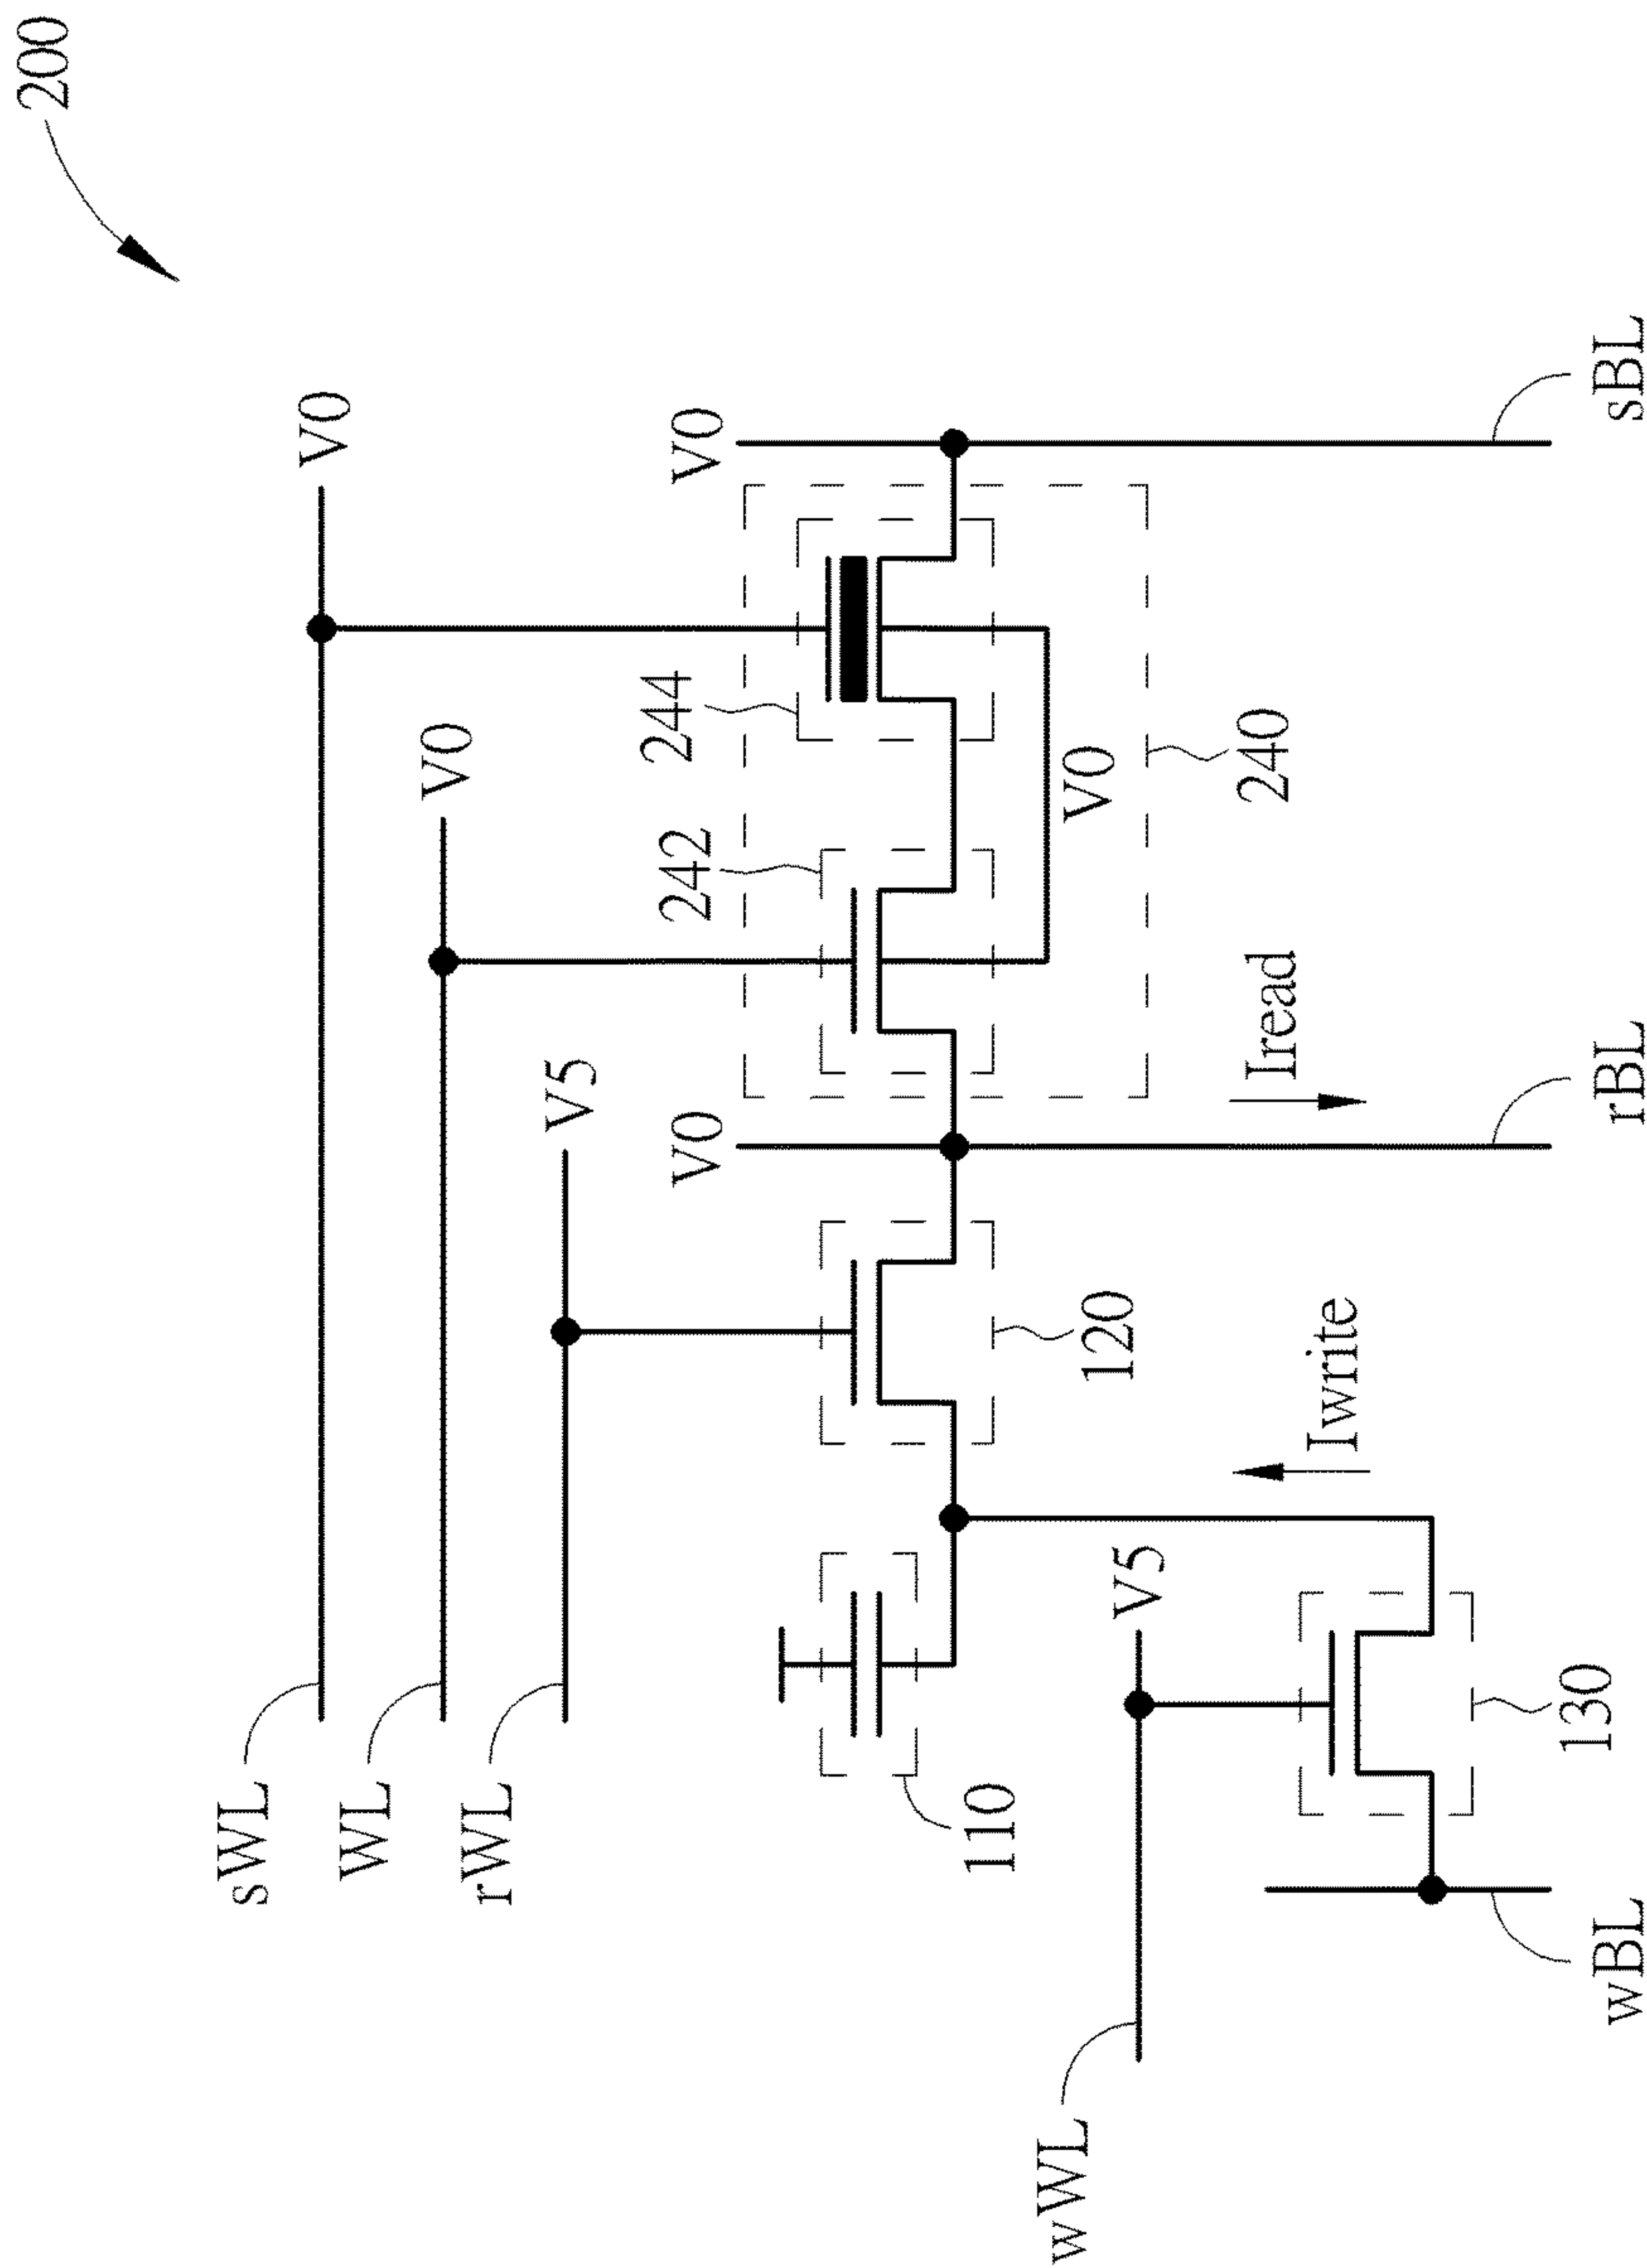 200
sWL
V0
WL
V0
rWL
V5
V0
V0
244
242
V0
240
110
120
Iread
Iwrite
V5
wWL
130
wBL
rBL
sBL